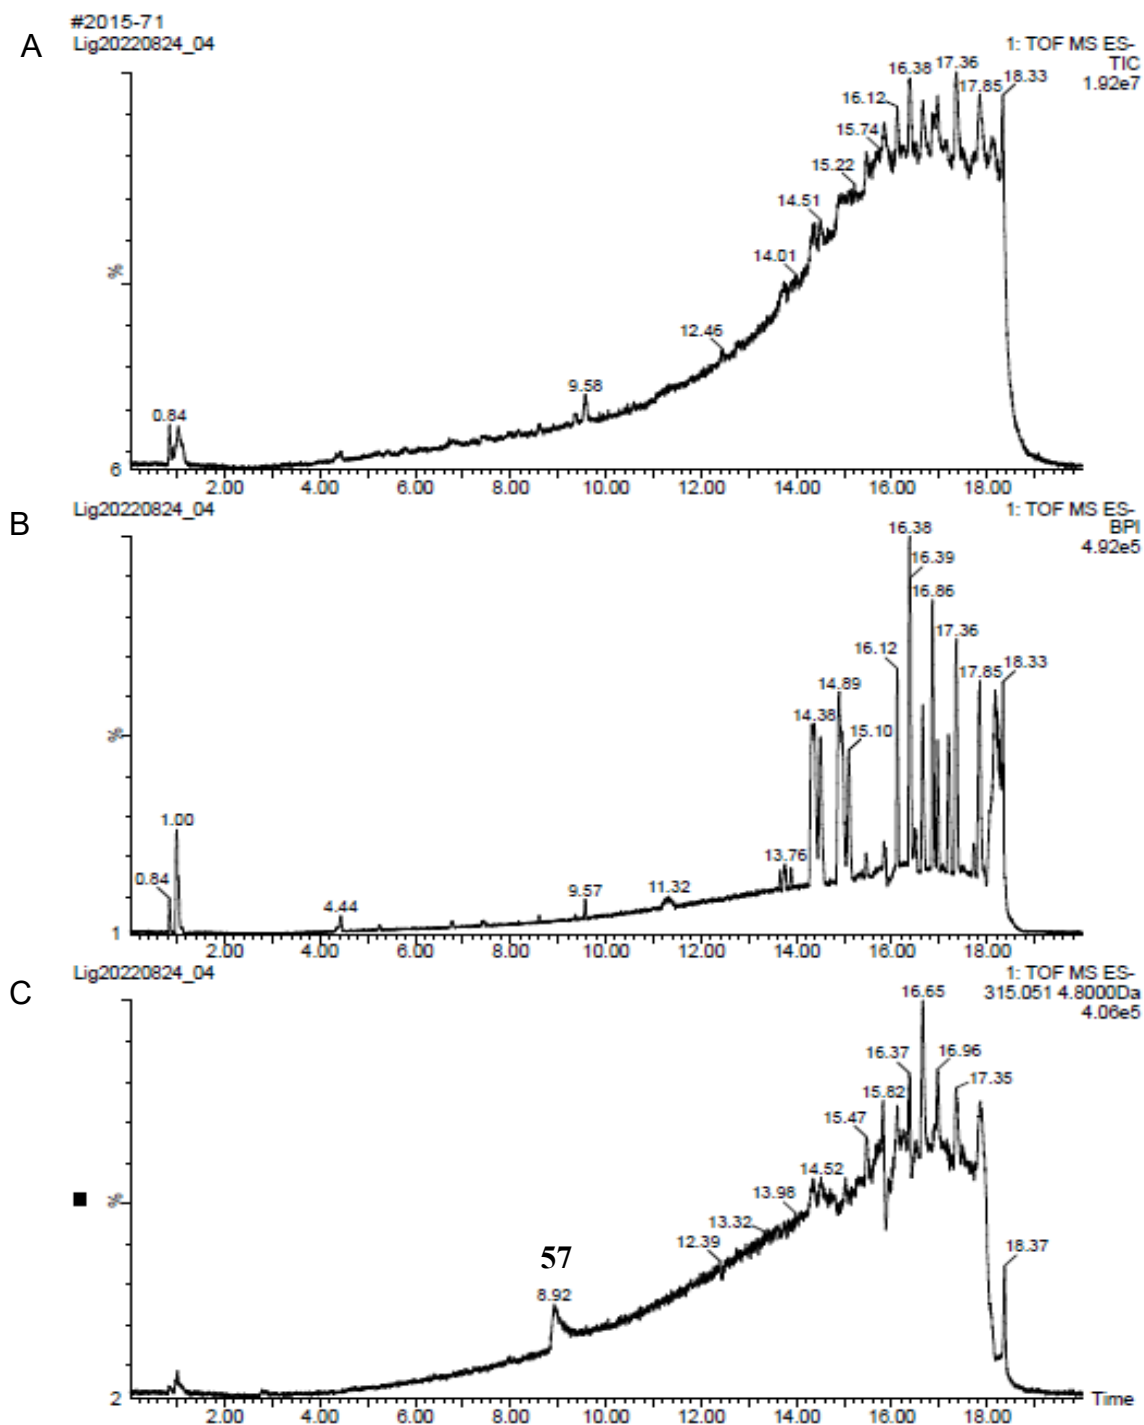 #2015-71
A
Lig20220824_04
1: TOF MS ES-
TIC
1.92e7
16.38 17.36
18.33
16.12
17.85
15.74
15.22
14.51
%
14.01
12.46
9.58
0.84
6
2.00 4.00 6.00 8.00 10.00 12.00 14.00 16.00 18.00
B
Lig20220824_04
1: TOF MS ES-
BPI
4.92e5
16.38
16.39
16.86
17.36
16.12
14.89
17.85 18.33
14.38
15.10
%
1.00
13.76
0.84
9.57 11.32
4.44
1
2.00 4.00 6.00 8.00 10.00 12.00 14.00 16.00 18.00
C
Lig20220824_04
1: TOF MS ES-
315.051 4.8000Da
4.06e5
16.65
16.37 16.96
17.35
15.82
15.47
14.52
%
13.98
13.32
12.39
57
18.37
8.92
2
Time
2.00 4.00 6.00 8.00 10.00 12.00 14.00 16.00 18.00